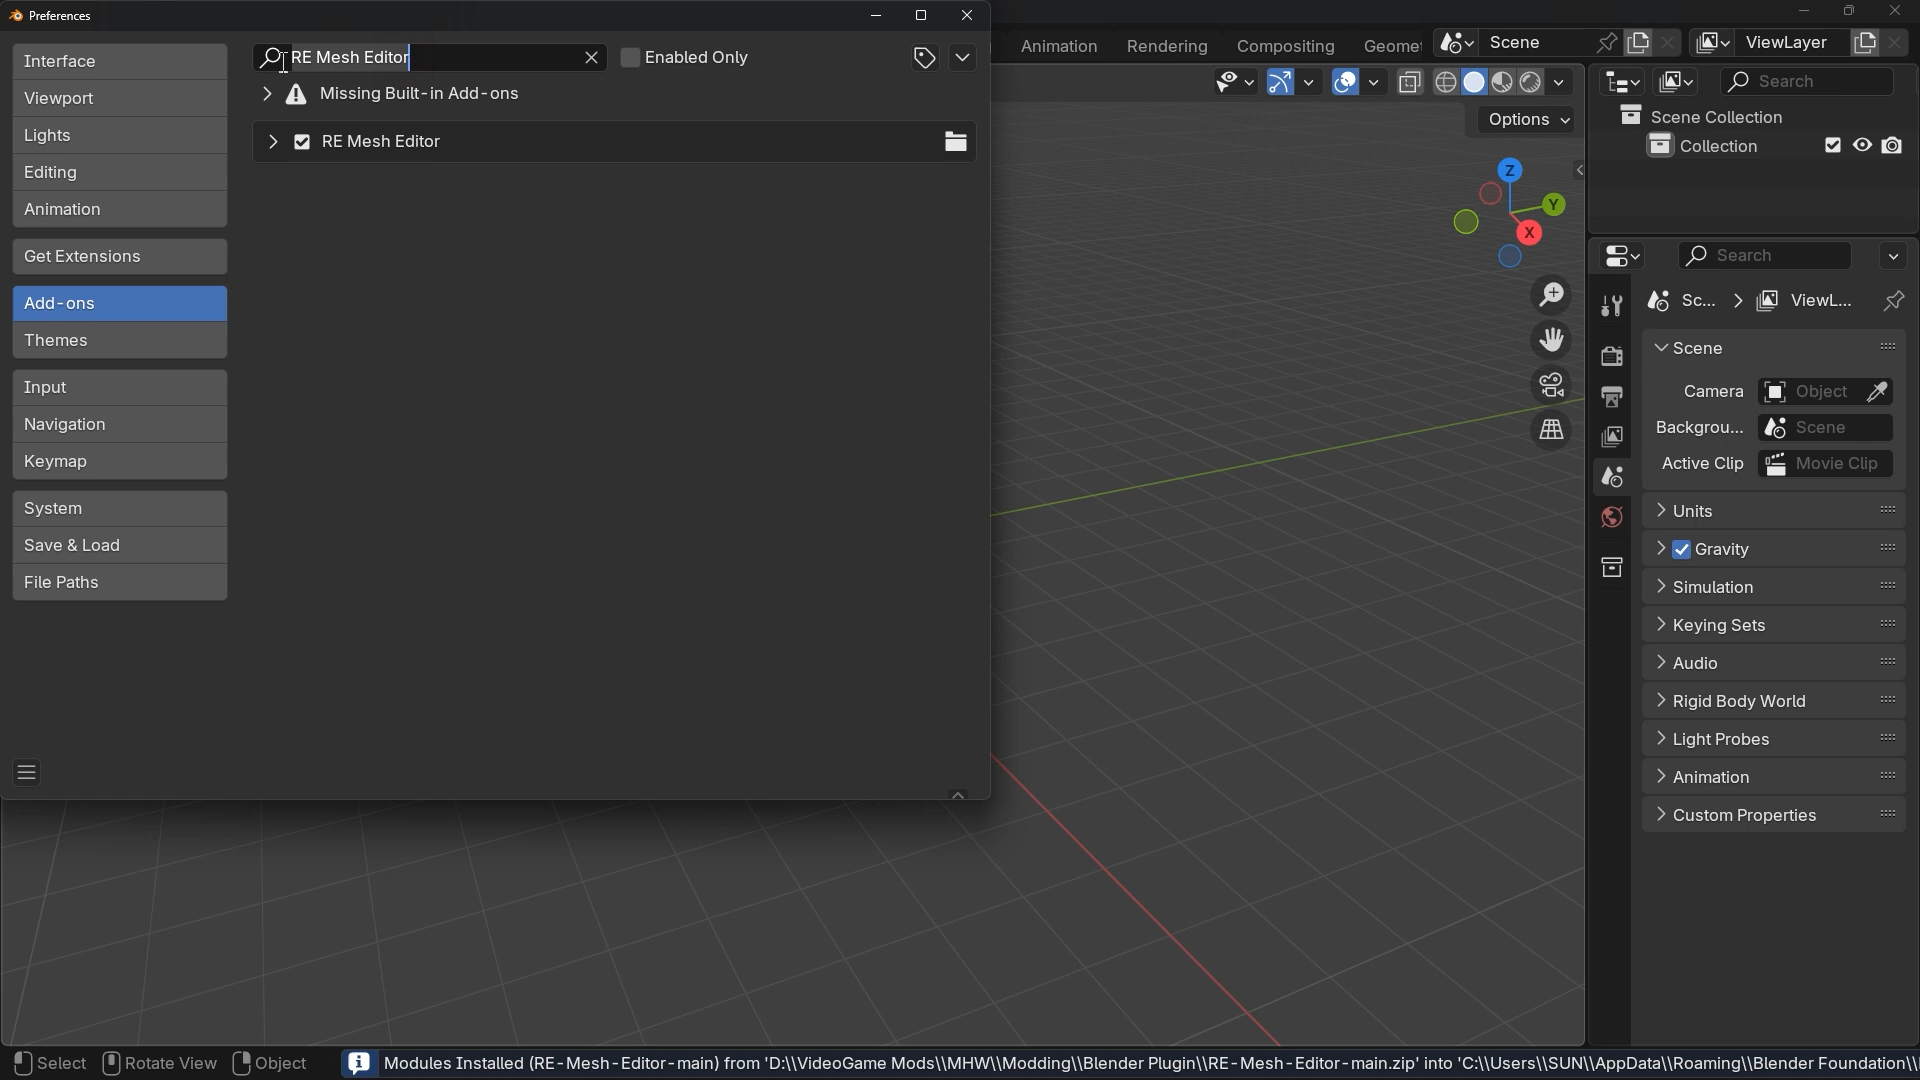 Preferences
Interface
Viewport
Lights
Editing
Animation
Get Extensions
Add-ons
Themes
Input
Navigation
Keymap
System
Save & Load
File Paths
RE Mesh Editor
Enabled Only
Missing Built-in Add-ons
RE Mesh Editor
Animation Rendering Compositing Geomet
Scene
ViewLayer
Options
Z
Y
X
Search
Scene Collection
Collection
Search
Sc... ViewL...
Scene
Camera Object
Backgrou... Scene
Active Clip Movie Clip
Units
Gravity
Simulation
Keying Sets
Audio
Rigid Body World
Light Probes
Animation
Custom Properties
Select Rotate View Object Modules Installed (RE-Mesh-Editor-main) from 'D:\\VideoGame Mods\\MHW\\Modding\\Blender Plugin\\RE-Mesh-Editor-main.zip' into 'C:\\Users\\SUN\\AppData\\Roaming\\Blender Foundation\\